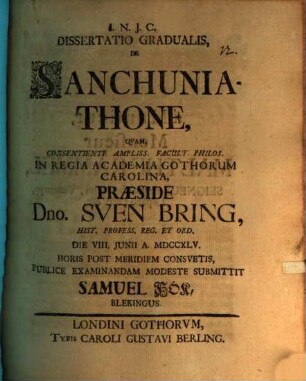 I. N. J. C.
DISSERTATIO GRADUALIS,
DE
SANCHUNIA-
THONE,
QUAM,
CONSENTIENTE AMPLISS. FACULT. PHILOS.
IN REGIA ACADEMIA GOTHORUM
CAROLINA,
PRÆSIDE
Dno. SVEN BRING,
HIST. PROFESS. REG. ET ORD.
DIE VIII. JUNII A. MDCCXLV.
HORIS POST MERIDIEM CONSVETIS,
PUBLICE EXAMINANDAM MODESTE SUBMITTIT
SAMUEL HÖK,
BLEKINGUS.
LONDINI GOTHORVM,
TYPIS CAROLI GUSTAVI BERLING.